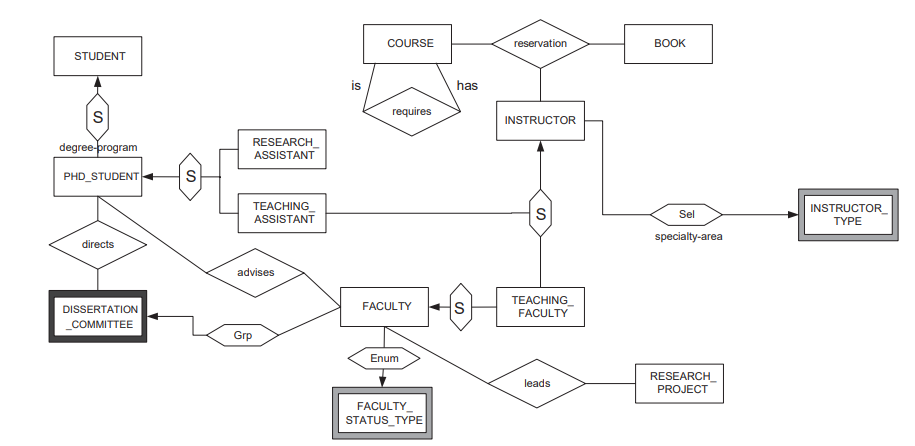 COURSE
reservation
BOOK
STUDENT
is
has
requires
S
INSTRUCTOR
degree-program
RESEARCH_
ASSISTANT
PHD_STUDENT
S
TEACHING_
ASSISTANT
S
Sel
INSTRUCTOR_
TYPE
specialty-area
directs
advises
DISSERTATION
_COMMITTEE
FACULTY
S
TEACHING_
FACULTY
Grp
Enum
leads
RESEARCH_
PROJECT
FACULTY_
STATUS_TYPE